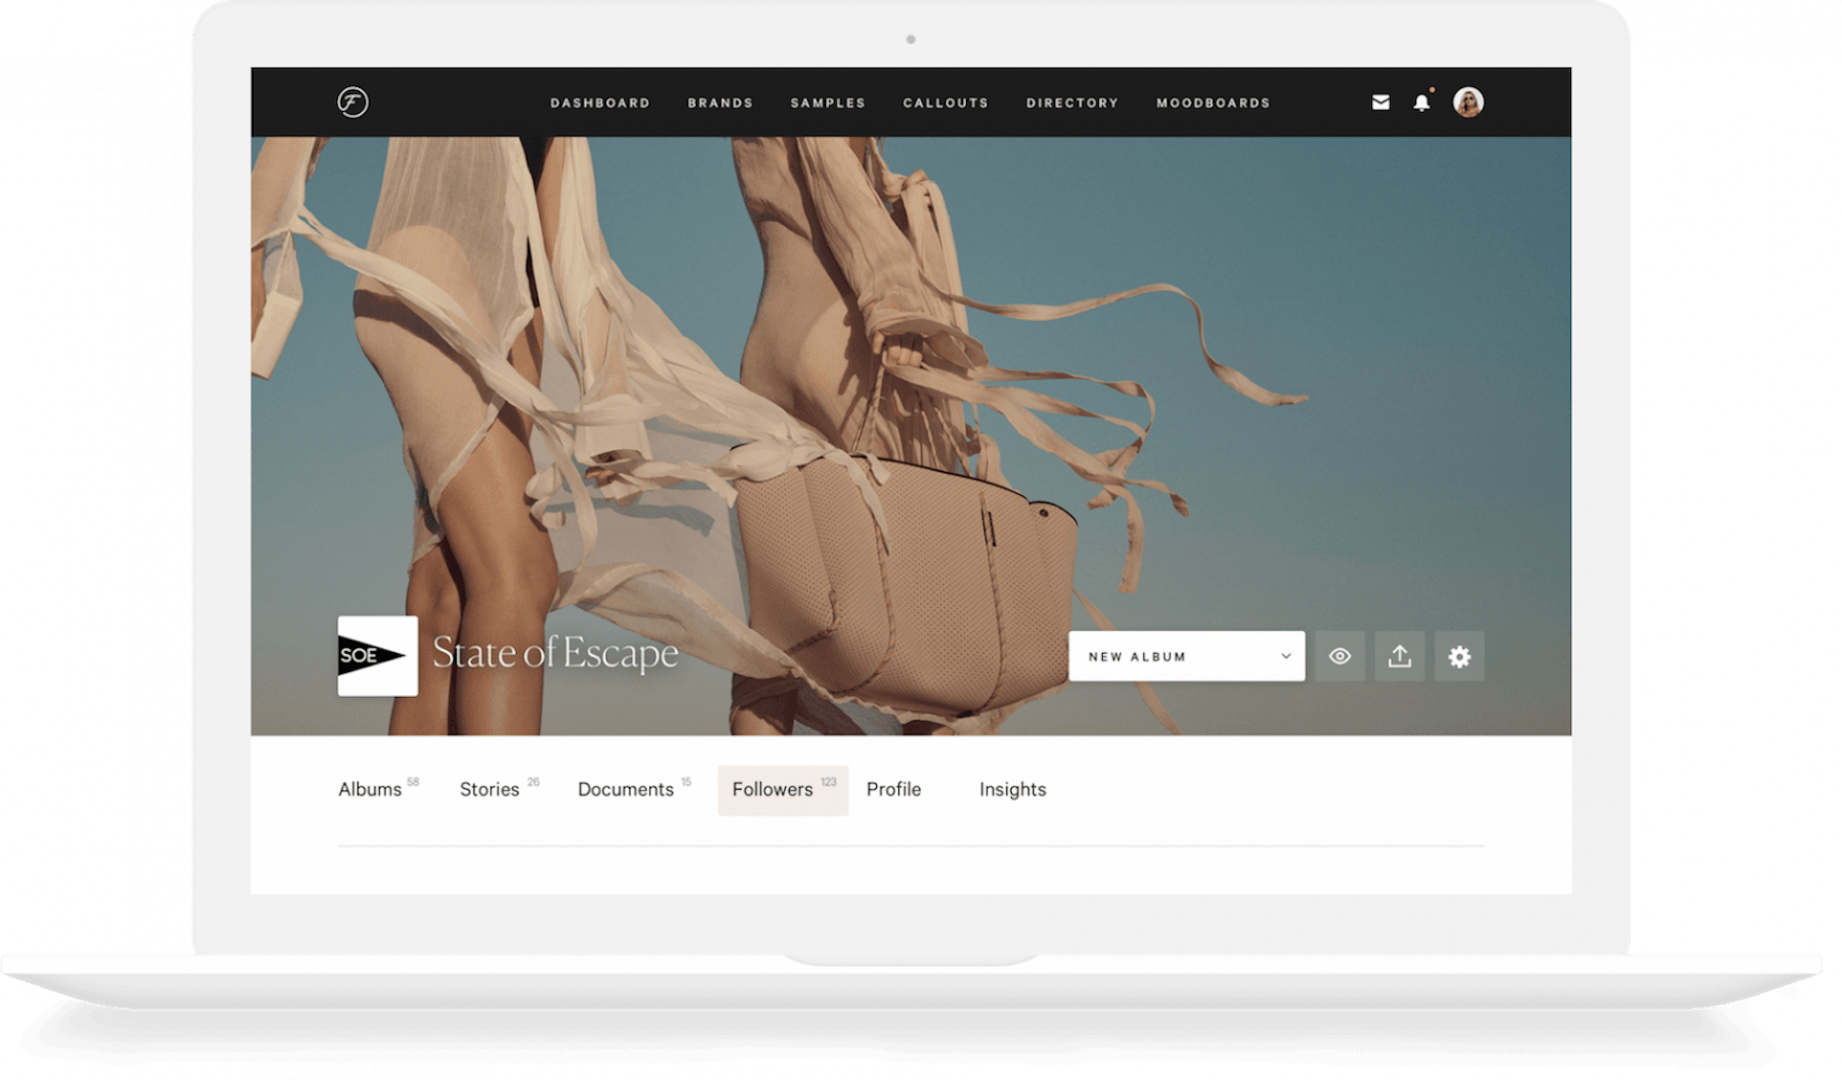 F
DASHBOARD BRANDS SAMPLES CALLOUTS DIRECTORY MOODBOARDS
SOE
State of Escape
NEW ALBUM
Albums 58 Stories 26 Documents 15 Followers 123 Profile Insights